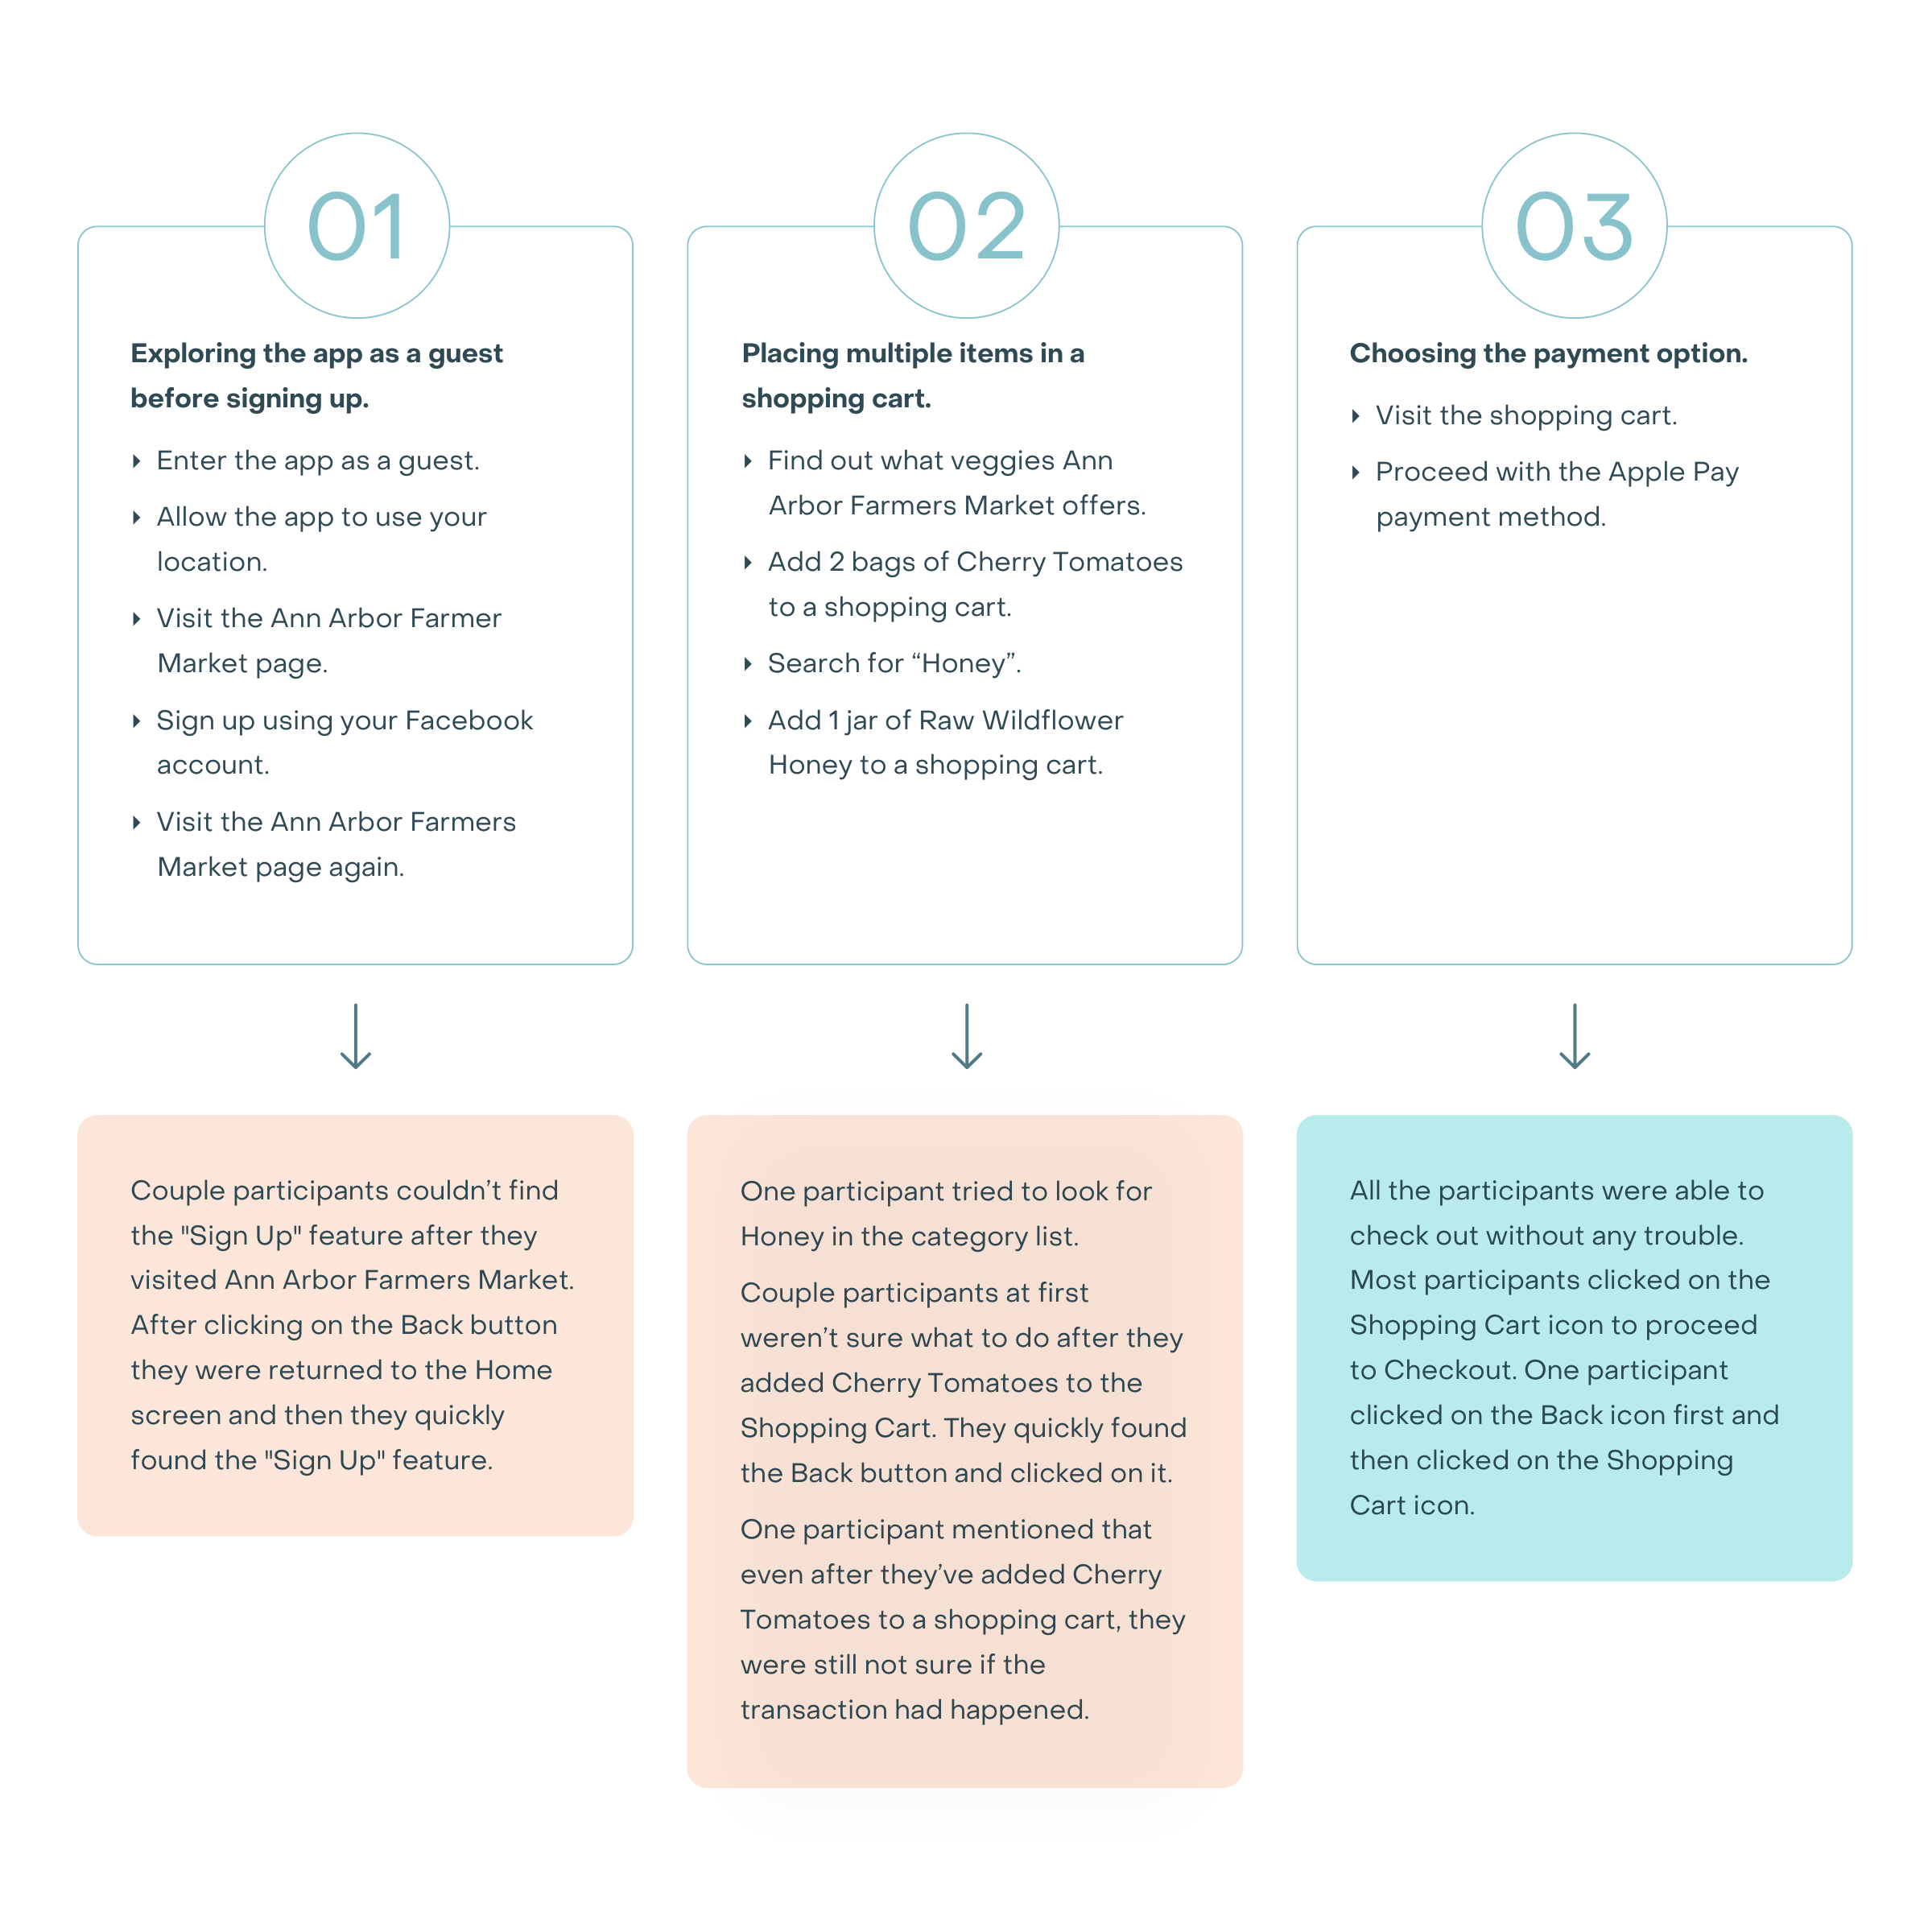 01
Exploring the app as a guest
before signing up.
Enter the app as a guest.
Allow the app to use your
location.
Visit the Ann Arbor Farmer
Market page.
Sign up using your Facebook
account.
Visit the Ann Arbor Farmers
Market page again.
Couple participants couldn’t find
the "Sign Up" feature after they
visited Ann Arbor Farmers Market.
After clicking on the Back button
they were returned to the Home
screen and then they quickly
found the "Sign Up" feature.
02
Placing multiple items in a
shopping cart.
Find out what veggies Ann
Arbor Farmers Market offers.
Add 2 bags of Cherry Tomatoes
to a shopping cart.
Search for “Honey”.
Add 1 jar of Raw Wildflower
Honey to a shopping cart.
One participant tried to look for
Honey in the category list.
Couple participants at first
weren’t sure what to do after they
added Cherry Tomatoes to the
Shopping Cart. They quickly found
the Back button and clicked on it.
One participant mentioned that
even after they’ve added Cherry
Tomatoes to a shopping cart, they
were still not sure if the
transaction had happened.
03
Choosing the payment option.
Visit the shopping cart.
Proceed with the Apple Pay
payment method.
All the participants were able to
check out without any trouble.
Most participants clicked on the
Shopping Cart icon to proceed
to Checkout. One participant
clicked on the Back icon first and
then clicked on the Shopping
Cart icon.